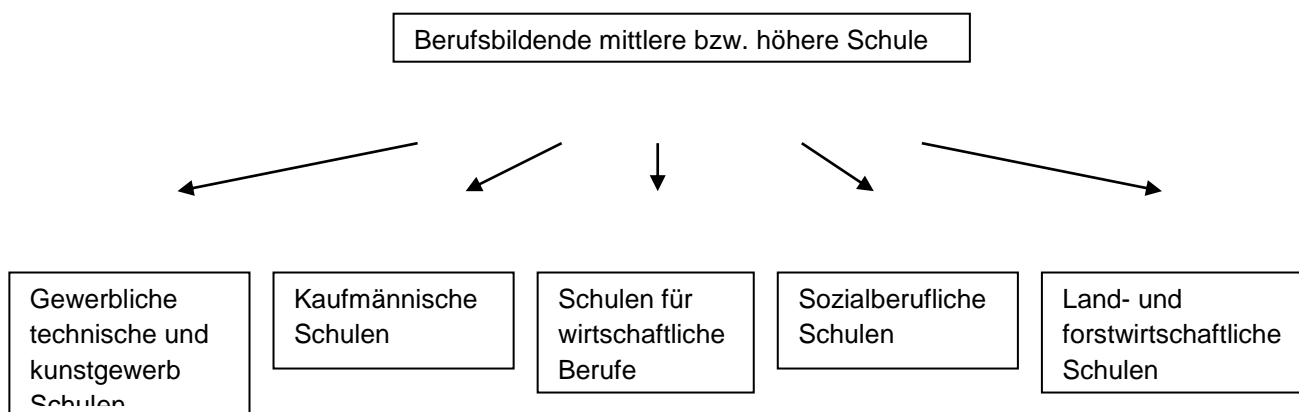 Berufsbildende mittlere bzw. höhere Schule
Gewerbliche
technische und
kunstgewerb
Schulen
Kaufmännische
Schulen
Schulen für
wirtschaftliche
Berufe
Sozialberufliche
Schulen
Land- und
forstwirtschaftliche
Schulen